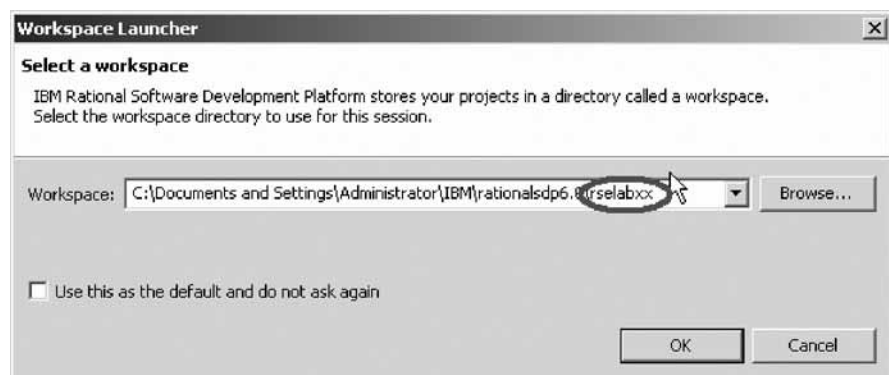 Workspace Launcher
Select a workspace
IBM Rational Software Development Platform stores your projects in a directory called a workspace.
Select the workspace directory to use for this session.
Workspace: C:\Documents and Settings\Administrator\IBM\rationalsdp6.0\rselabxx Browse...
Use this as the default and do not ask again
OK Cancel